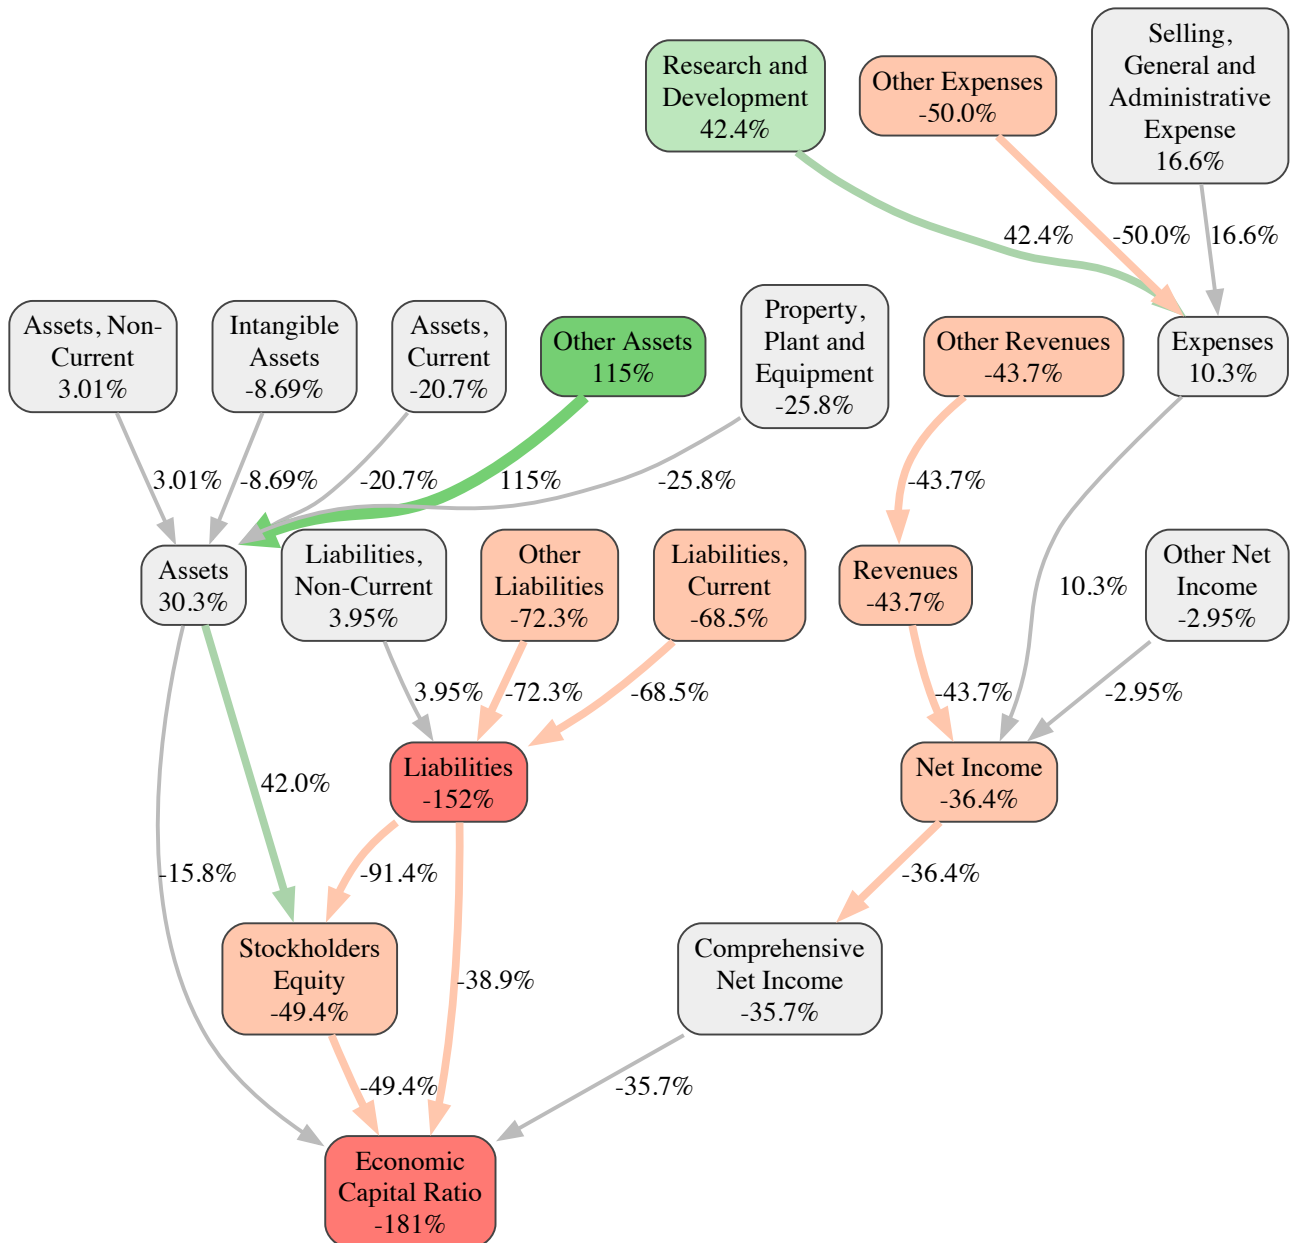 Selling,
General and
Administrative
Expense
16.6%
Research and
Development
42.4%
Other Expenses
-50.0%
42.4%
-50.0%
16.6%
Assets, Non-
Current
3.01%
Intangible
Assets
-8.69%
Assets,
Current
-20.7%
Other Assets
115%
Property,
Plant and
Equipment
-25.8%
Other Revenues
-43.7%
Expenses
10.3%
3.01%
-8.69%
-20.7%
115%
-25.8%
-43.7%
Assets
30.3%
Liabilities,
Non-Current
3.95%
Other
Liabilities
-72.3%
Liabilities,
Current
-68.5%
Revenues
-43.7%
10.3%
Other Net
Income
-2.95%
3.95%
-72.3%
-68.5%
-43.7%
-2.95%
42.0%
Liabilities
-152%
Net Income
-36.4%
-15.8%
-91.4%
-36.4%
Stockholders
Equity
-49.4%
-38.9%
Comprehensive
Net Income
-35.7%
-49.4%
-35.7%
Economic
Capital Ratio
-181%